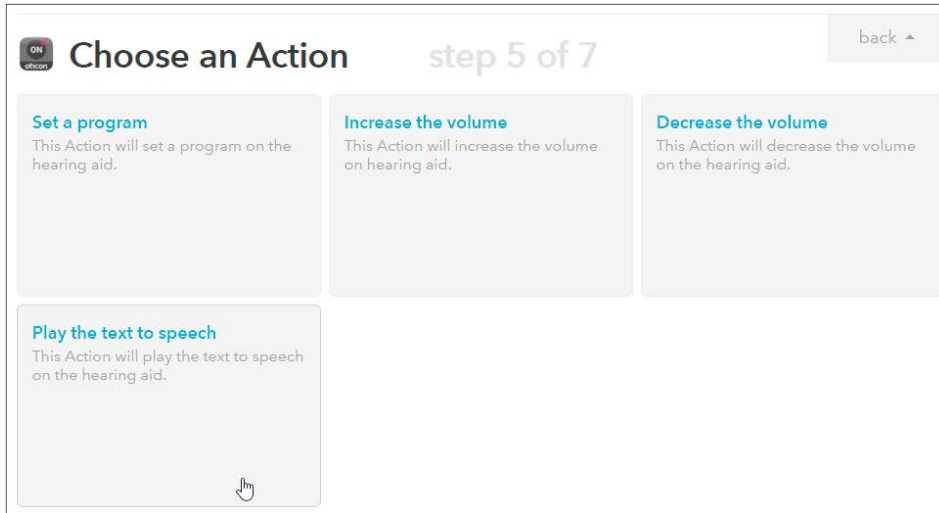 ON
oticon
Choose an Action
step 5 of 7
back
Set a program
This Action will set a program on the
hearing aid.
Increase the volume
This Action will increase the volume
on hearing aid.
Decrease the volume
This Action will decrease the volume
on the hearing aid.
Play the text to speech
This Action will play the text to speech
on the hearing aid.